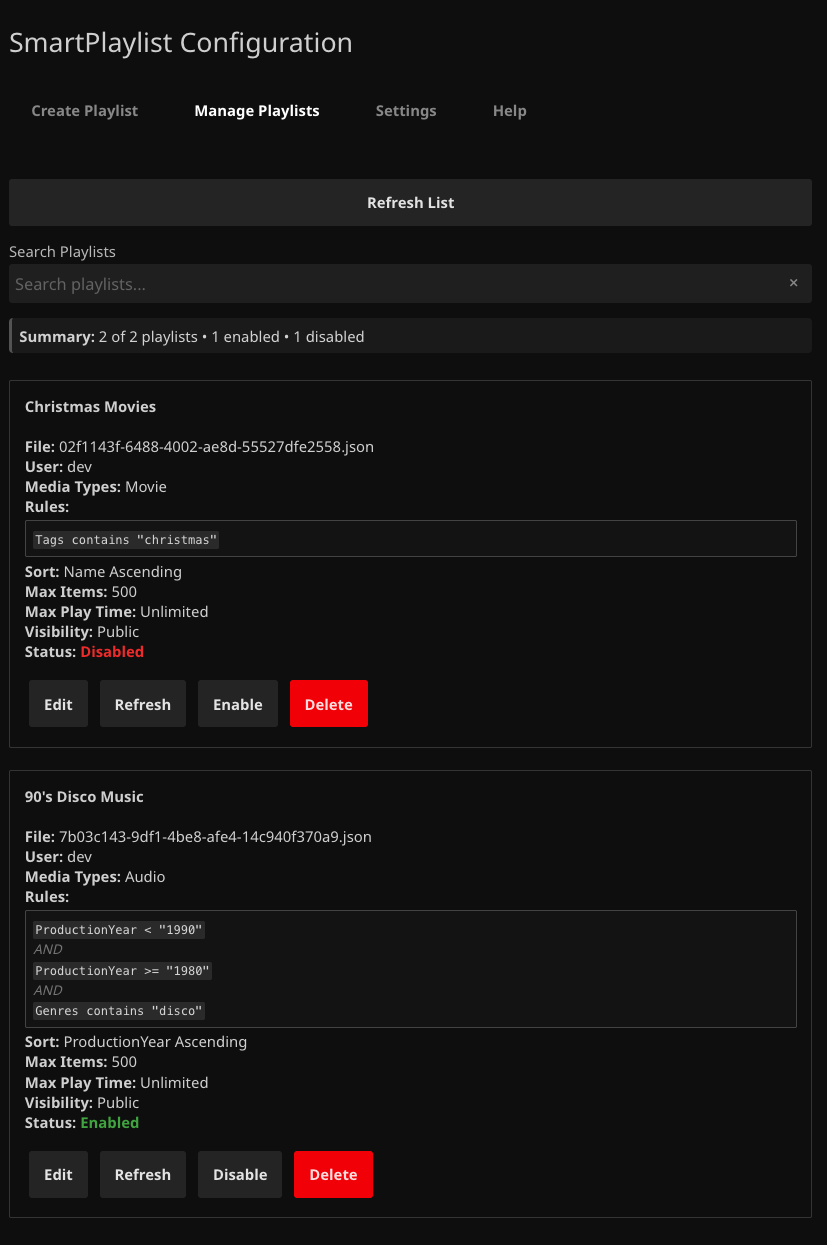 SmartPlaylist Configuration
Create Playlist Manage Playlists Settings Help
Refresh List
Search Playlists
Search playlists... ×
Summary: 2 of 2 playlists • 1 enabled • 1 disabled
Christmas Movies
File: 02f1143f-6488-4002-ae8d-55527dfe2558.json
User: dev
Media Types: Movie
Rules:
Tags contains "christmas"
Sort: Name Ascending
Max Items: 500
Max Play Time: Unlimited
Visibility: Public
Status: Disabled
Edit Refresh Enable Delete
90's Disco Music
File: 7b03c143-9df1-4be8-afe4-14c940f370a9.json
User: dev
Media Types: Audio
Rules:
ProductionYear < "1990"
AND
ProductionYear >= "1980"
AND
Genres contains "disco"
Sort: ProductionYear Ascending
Max Items: 500
Max Play Time: Unlimited
Visibility: Public
Status: Enabled
Edit Refresh Disable Delete